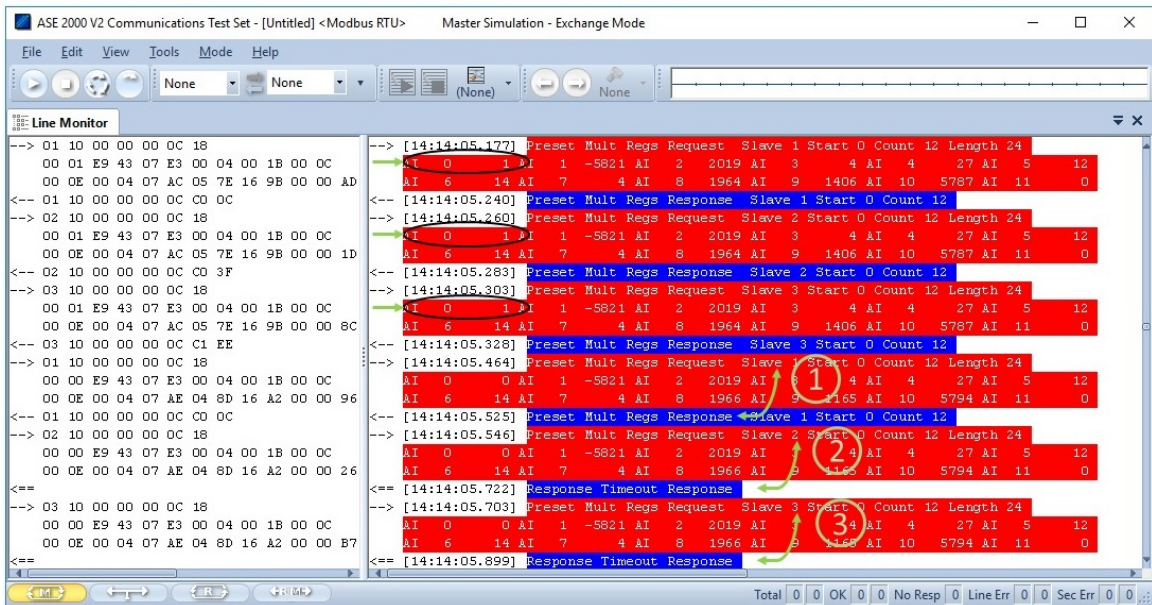 ASE 2000 V2 Communications Test Set - [Untitled] <Modbus RTU> Master Simulation - Exchange Mode
File Edit View Tools Mode Help
None None (None) None
Line Monitor
--> 01 10 00 00 00 0C 18
00 01 E9 43 07 E3 00 04 00 1B 00 0C
00 0E 00 04 07 AC 05 7E 16 9B 00 00 AD
<-- 01 10 00 00 00 0C C0 0C
--> 02 10 00 00 00 0C 18
00 01 E9 43 07 E3 00 04 00 1B 00 0C
00 0E 00 04 07 AC 05 7E 16 9B 00 00 1D
<-- 02 10 00 00 00 0C C0 3F
--> 03 10 00 00 00 0C 18
00 01 E9 43 07 E3 00 04 00 1B 00 0C
00 0E 00 04 07 AC 05 7E 16 9B 00 00 8C
<-- 03 10 00 00 00 0C C1 EE
--> 01 10 00 00 00 0C 18
00 00 E9 43 07 E3 00 04 00 1B 00 0C
00 0E 00 04 07 AE 04 8D 16 A2 00 00 96
<-- 01 10 00 00 00 0C C0 0C
--> 02 10 00 00 00 0C 18
00 00 E9 43 07 E3 00 04 00 1B 00 0C
00 0E 00 04 07 AE 04 8D 16 A2 00 00 26
<==
--> 03 10 00 00 00 0C 18
00 00 E9 43 07 E3 00 04 00 1B 00 0C
00 0E 00 04 07 AE 04 8D 16 A2 00 00 B7
<==
--> [14:14:05.177] Preset Mult Regs Request Slave 1 Start 0 Count 12 Length 24
AI 0 1 AI 1 -5821 AI 2 2019 AI 3 4 AI 4 27 AI 5 12
AI 6 14 AI 7 4 AI 8 1964 AI 9 1406 AI 10 5787 AI 11 0
<-- [14:14:05.240] Preset Mult Regs Response Slave 1 Start 0 Count 12
--> [14:14:05.260] Preset Mult Regs Request Slave 2 Start 0 Count 12 Length 24
AI 0 1 AI 1 -5821 AI 2 2019 AI 3 4 AI 4 27 AI 5 12
AI 6 14 AI 7 4 AI 8 1964 AI 9 1406 AI 10 5787 AI 11 0
<-- [14:14:05.283] Preset Mult Regs Response Slave 2 Start 0 Count 12
--> [14:14:05.303] Preset Mult Regs Request Slave 3 Start 0 Count 12 Length 24
AI 0 1 AI 1 -5821 AI 2 2019 AI 3 4 AI 4 27 AI 5 12
AI 6 14 AI 7 4 AI 8 1964 AI 9 1406 AI 10 5787 AI 11 0
<-- [14:14:05.328] Preset Mult Regs Response Slave 3 Start 0 Count 12
--> [14:14:05.464] Preset Mult Regs Request Slave 1 Start 0 Count 12 Length 24
AI 0 0 AI 1 -5821 AI 2 2019 AI 3 4 AI 4 27 AI 5 12
1
AI 6 14 AI 7 4 AI 8 1966 AI 9 1165 AI 10 5794 AI 11 0
<-- [14:14:05.525] Preset Mult Regs Response Slave 1 Start 0 Count 12
--> [14:14:05.546] Preset Mult Regs Request Slave 2 Start 0 Count 12 Length 24
AI 0 0 AI 1 -5821 AI 2 2019 AI 4 AI 4 27 AI 5 12
2
AI 6 14 AI 7 4 AI 8 1966 AI 9 1165 AI 10 5794 AI 11 0
<== [14:14:05.722] Response Timeout Response
--> [14:14:05.703] Preset Mult Regs Request Slave 3 Start 0 Count 12 Length 24
AI 0 0 AI 1 -5821 AI 2 2019 AI 4 AI 4 27 AI 5 12
3
AI 6 14 AI 7 4 AI 8 1966 AI 9 1165 AI 10 5794 AI 11 0
<== [14:14:05.899] Response Timeout Response
M R R M Total 0 0 OK 0 0 No Resp 0 Line Err 0 0 Sec Err 0 0